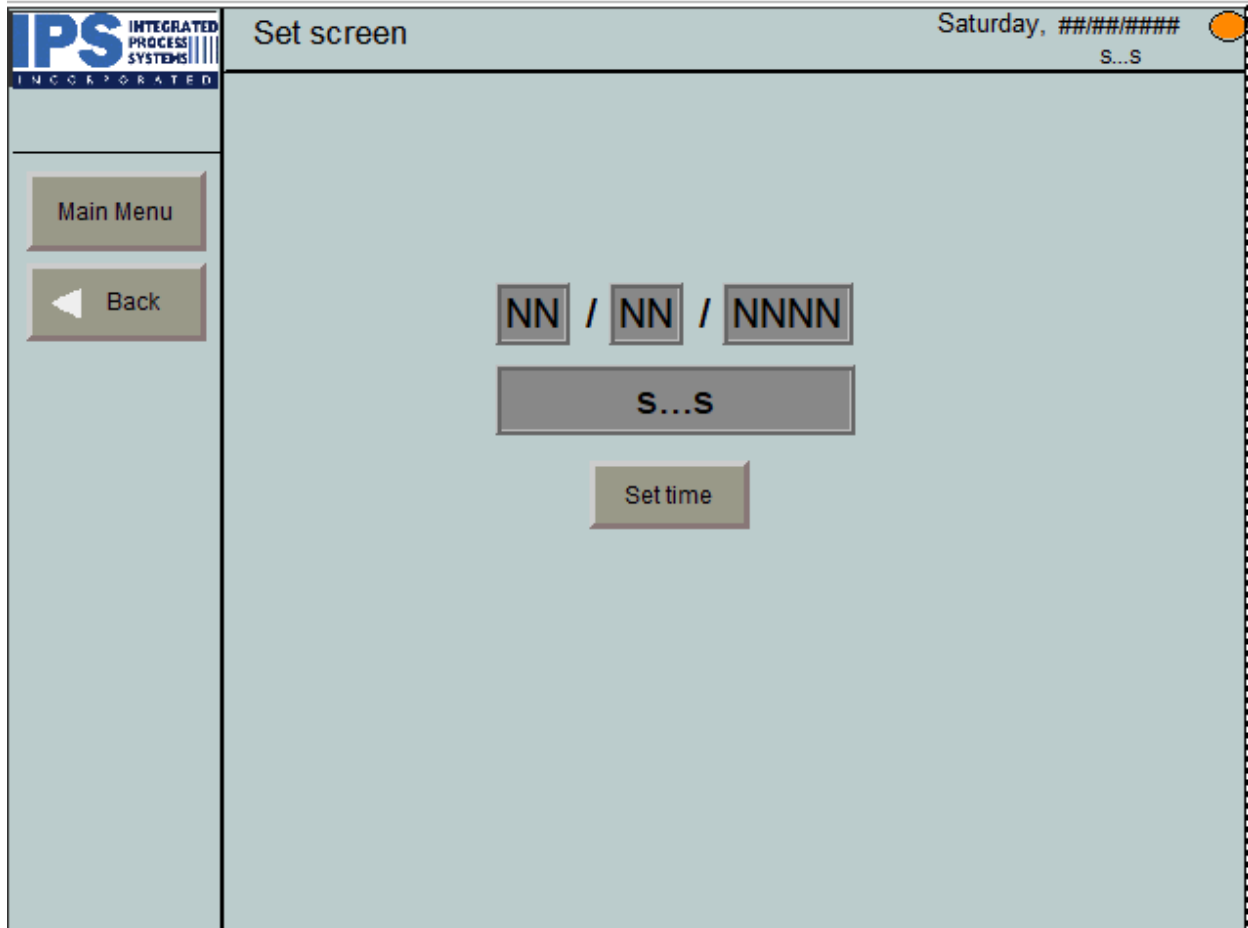 IPS INTEGRATED
PROCESS
SYSTEMS
INCORPORATED
Set screen
Saturday, ##/##/####
s...s
Main Menu
Back
NN / NN / NNNN
s...s
Set time